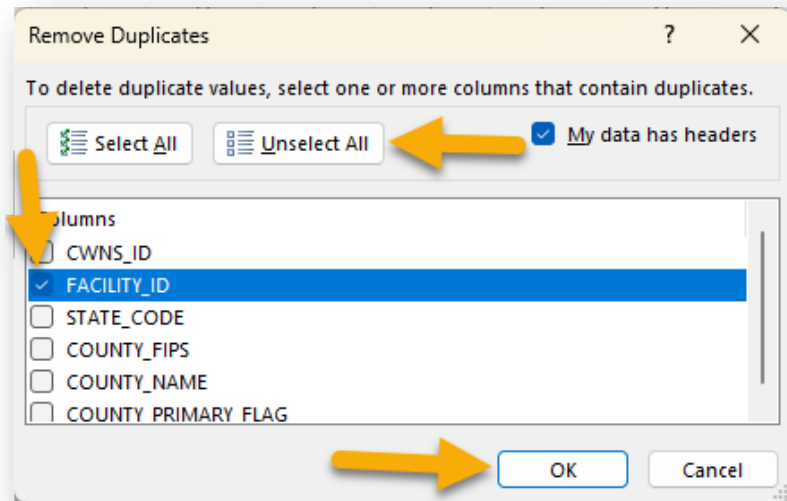 Remove Duplicates ? ×
To delete duplicate values, select one or more columns that contain duplicates.
Select All Unselect All My data has headers
CWNS_ID
FACILITY_ID
STATE_CODE
COUNTY_FIPS
COUNTY_NAME
COUNTY_PRIMARY_FLAG
OK Cancel